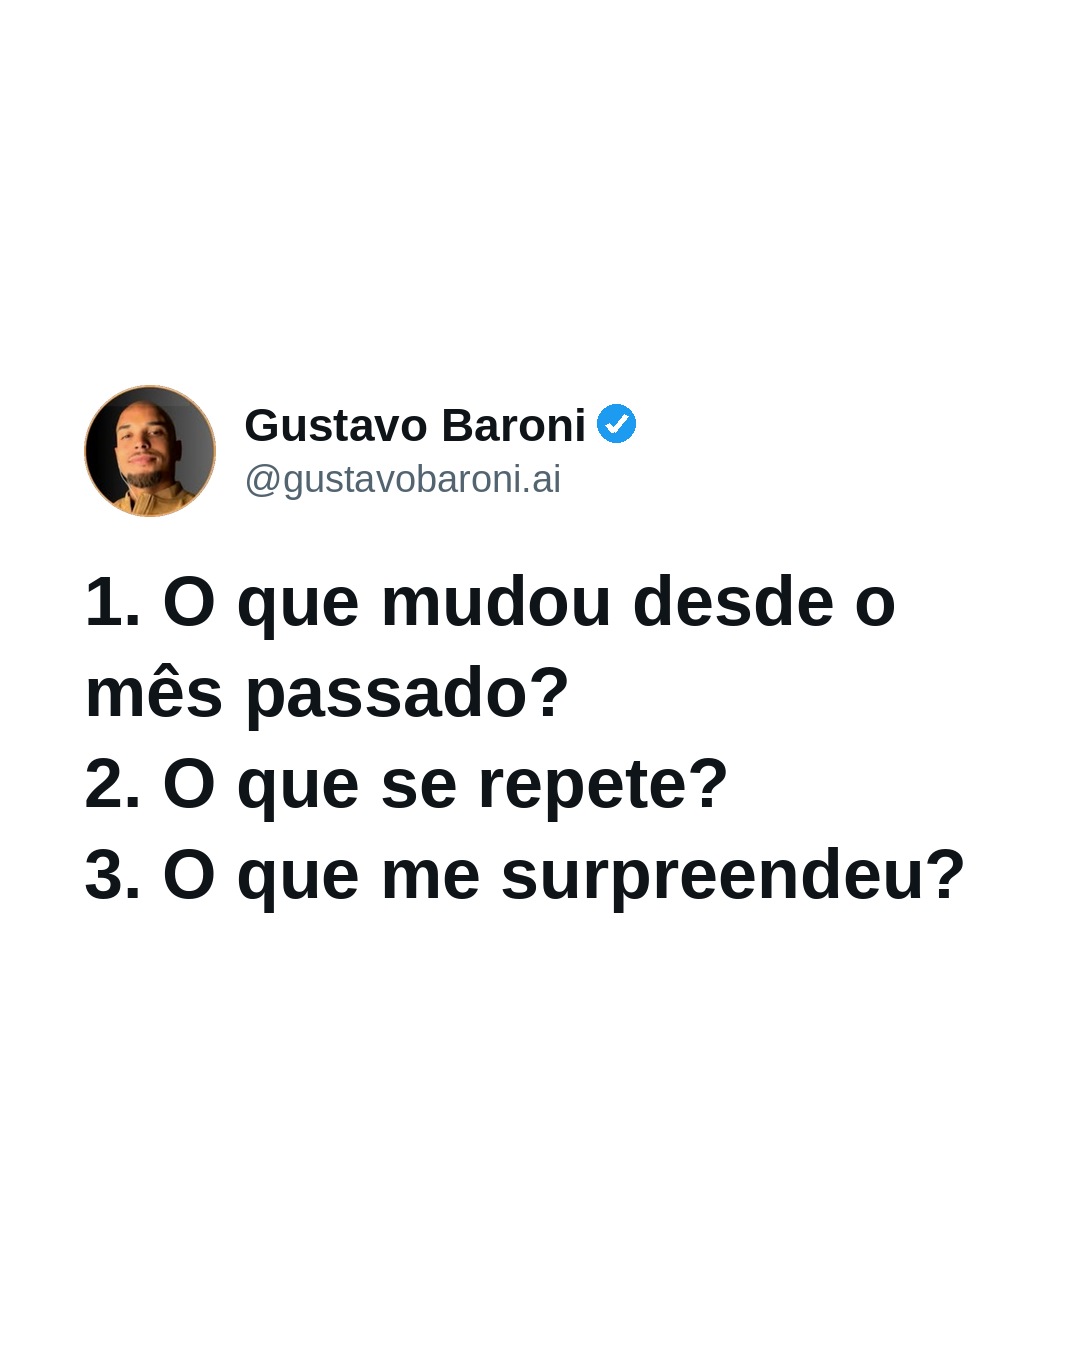 Gustavo Baroni
@gustavobaroni.ai
1. O que mudou desde o
mês passado?
2. O que se repete?
3. O que me surpreendeu?